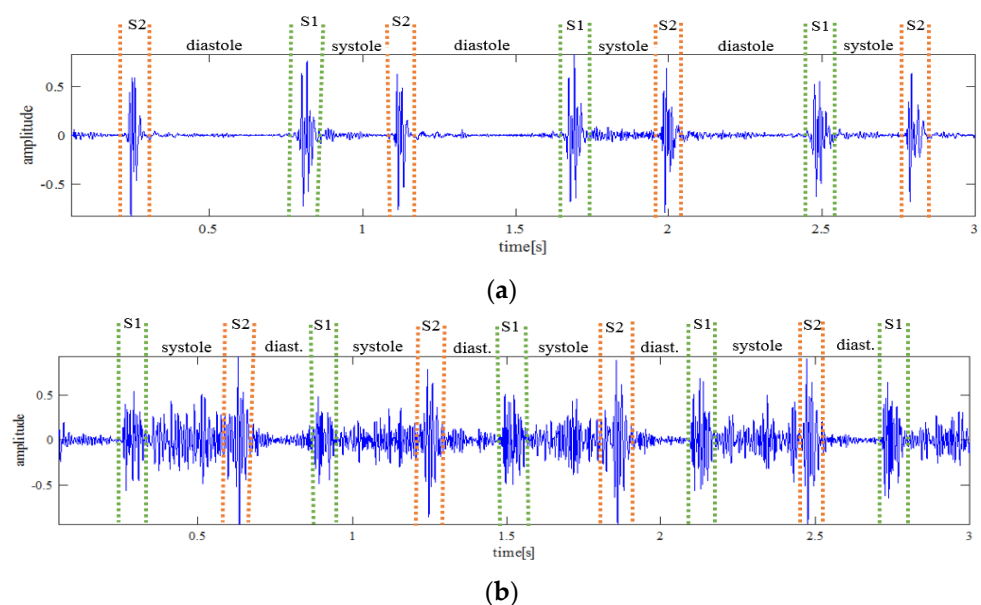 S2 S1 S2 S1 S2 S1 S2
diastole systole diastole systole diastole systole
0.5
0
-0.5
amplitude
0.5 1 1.5 2 2.5 3
time[s]
(a)
S1 S2 S1 S2 S1 S2 S1 S2 S1
systole diast. systole diast. systole diast. systole diast.
0.5
0
-0.5
amplitude
0.5 1 1.5 2 2.5 3
time[s]
(b)